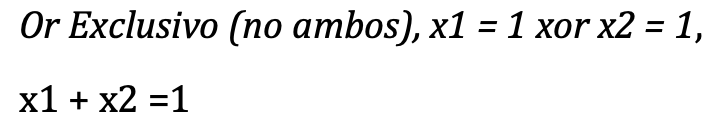 Or Exclusivo (no ambos), x1 = 1 xor x2 = 1,
x1 + x2 =1